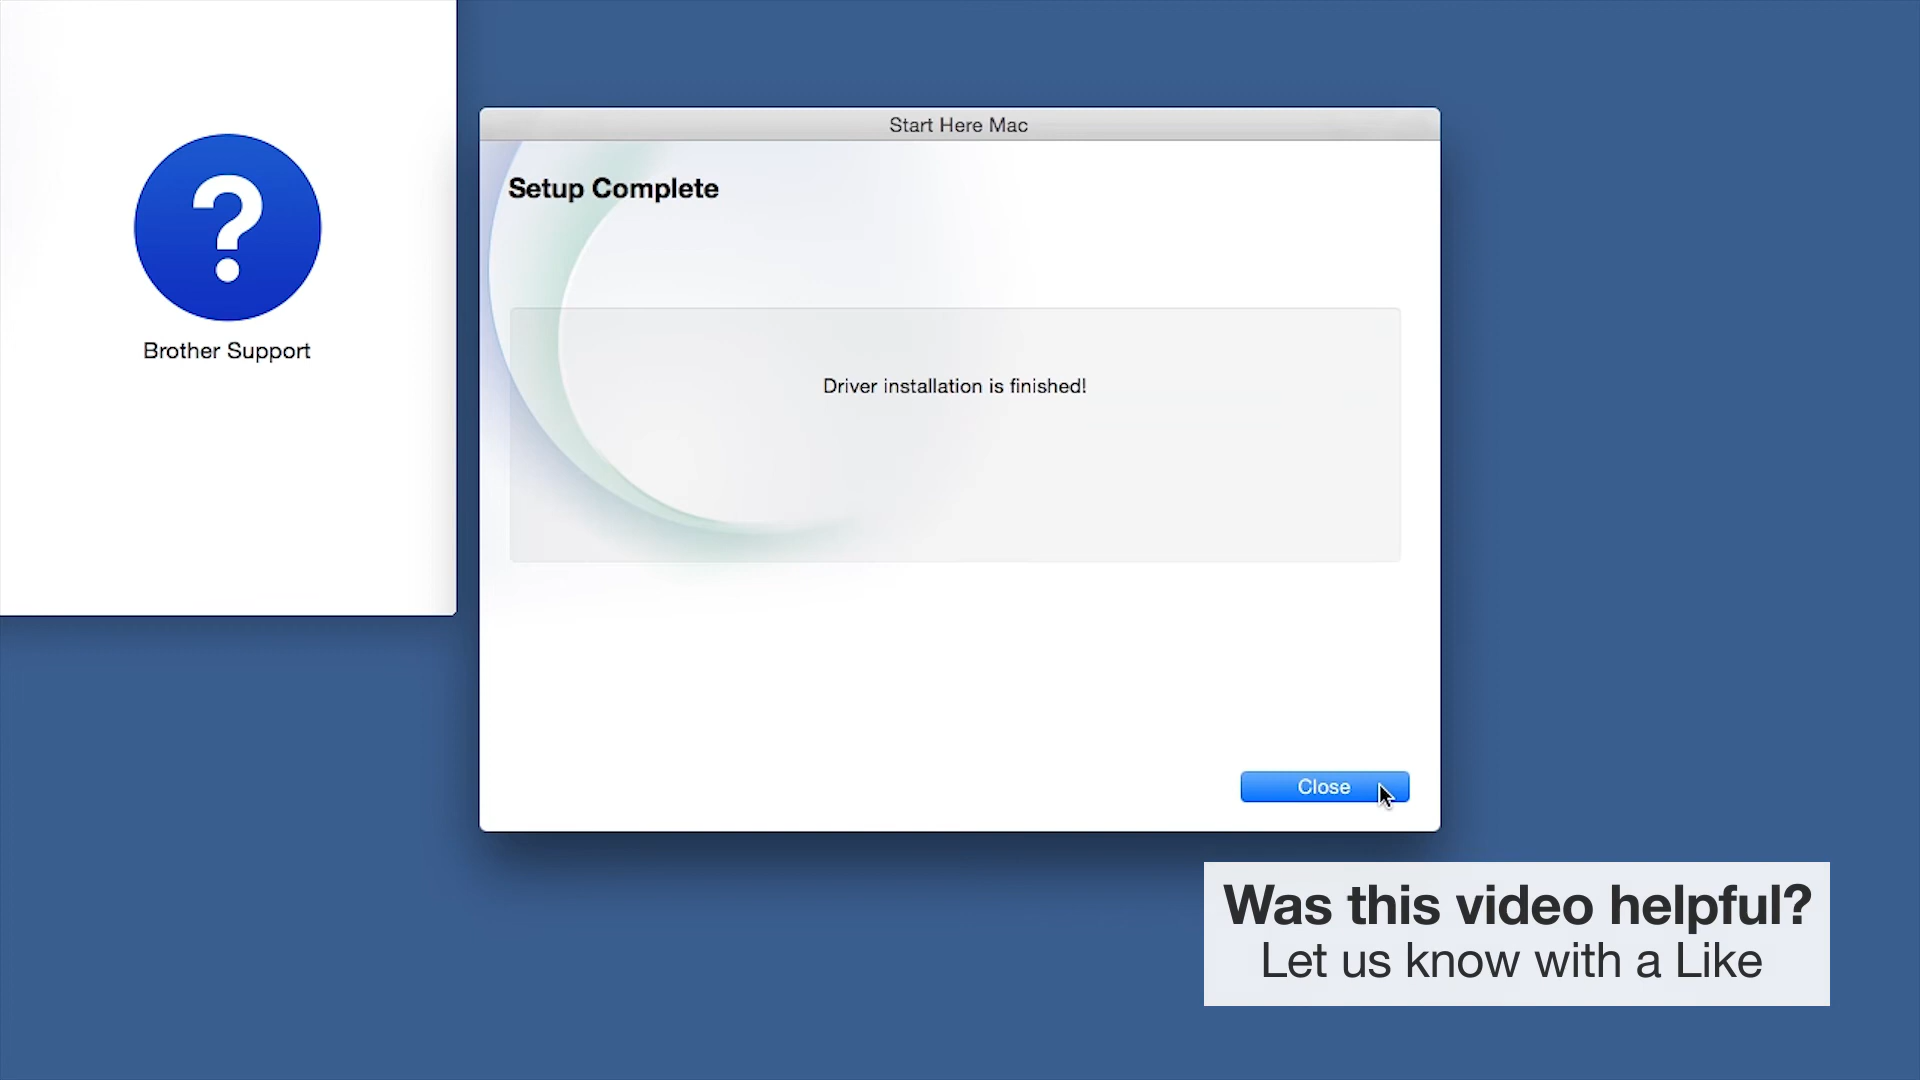 Start Here Mac
Setup Complete
?
Brother Support
Driver installation is finished!
Close
Was this video helpful?
Let us know with a Like